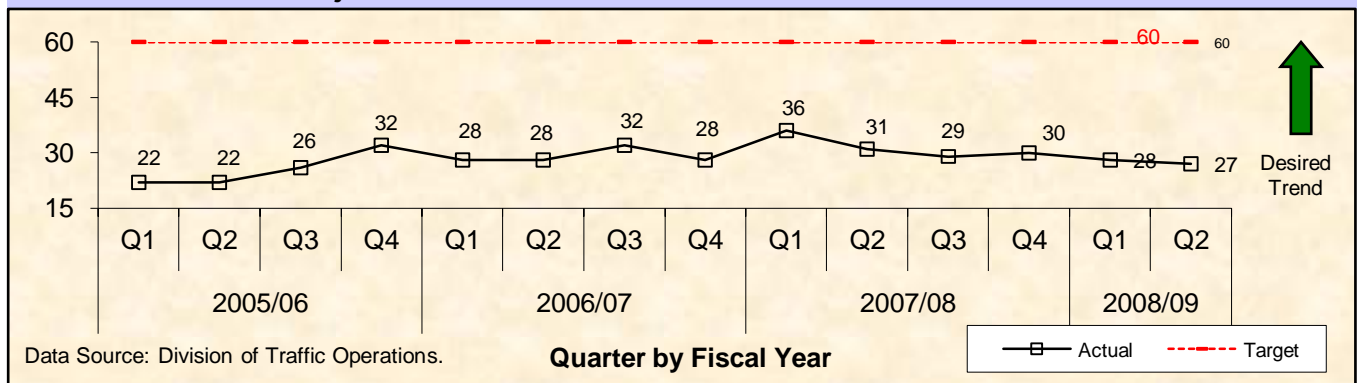 60
60
60
45
36
32
32
31
30
29
28
28
28
26
30
22
22
28
27
Desired
Trend
15
Q1 Q2 Q3 Q4 Q1 Q2 Q3 Q4 Q1 Q2 Q3 Q4 Q1 Q2
2005/06 2006/07 2007/08 2008/09
Data Source: Division of Traffic Operations.
Quarter by Fiscal Year
Actual Target